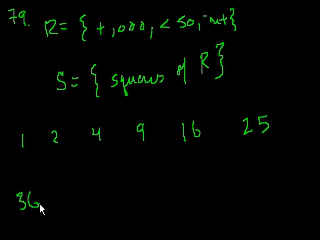 79. R = { +, odd, < 50, int }
S = { squares of R }
1 2 4 9 16 25
36